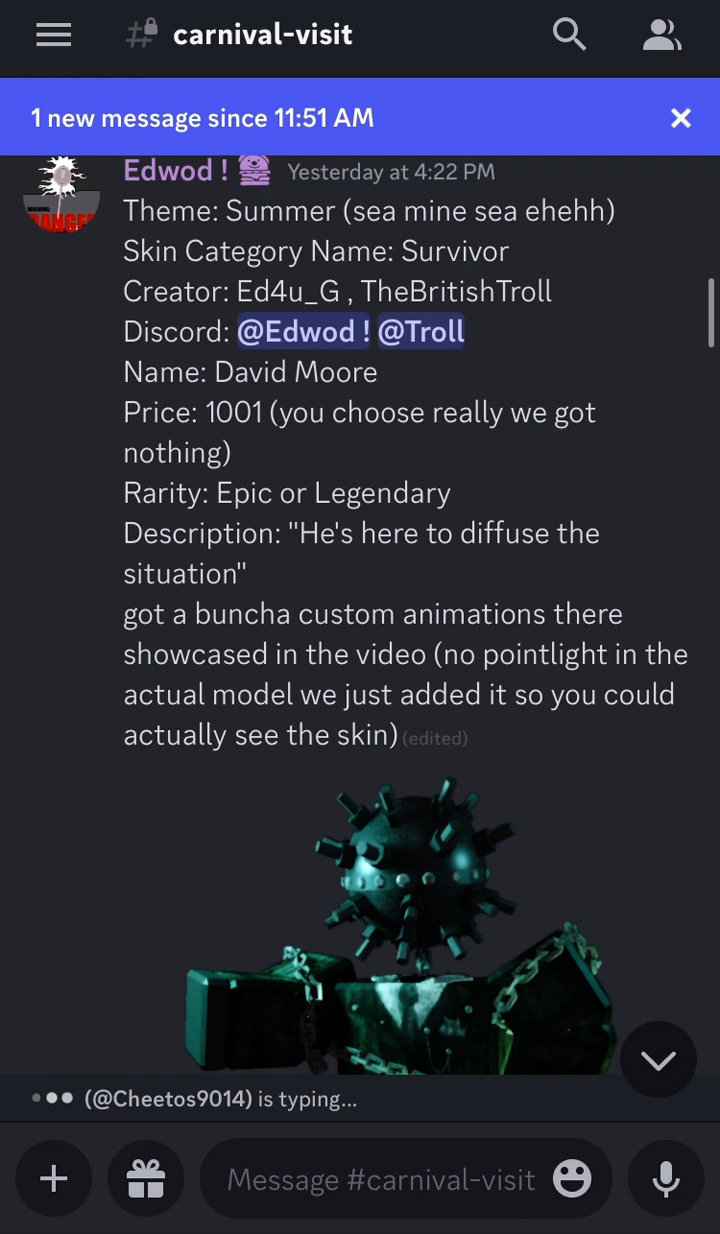 carnival-visit
1 new message since 11:51 AM
Edwod ! Yesterday at 4:22 PM
Theme: Summer (sea mine sea ehehh)
Skin Category Name: Survivor
Creator: Ed4u_G , TheBritishTroll
Discord: @Edwod ! @Troll
Name: David Moore
Price: 1001 (you choose really we got
nothing)
Rarity: Epic or Legendary
Description: "He's here to diffuse the
situation"
got a buncha custom animations there
showcased in the video (no pointlight in the
actual model we just added it so you could
actually see the skin) (edited)
(@Cheetos9014) is typing...
Message #carnival-visit